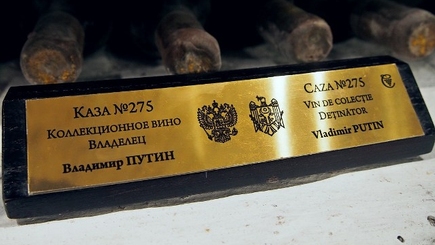 Каза №275
Коллекционное вино
Владелец
Владимир ПУТИН
Caza №275
Vin de colecție
Deținător
Vladimir PUTIN